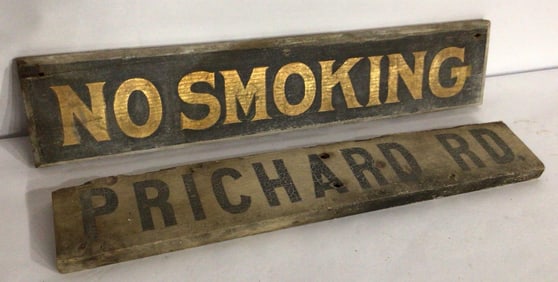 NO SMOKING
PRICHARD RD.